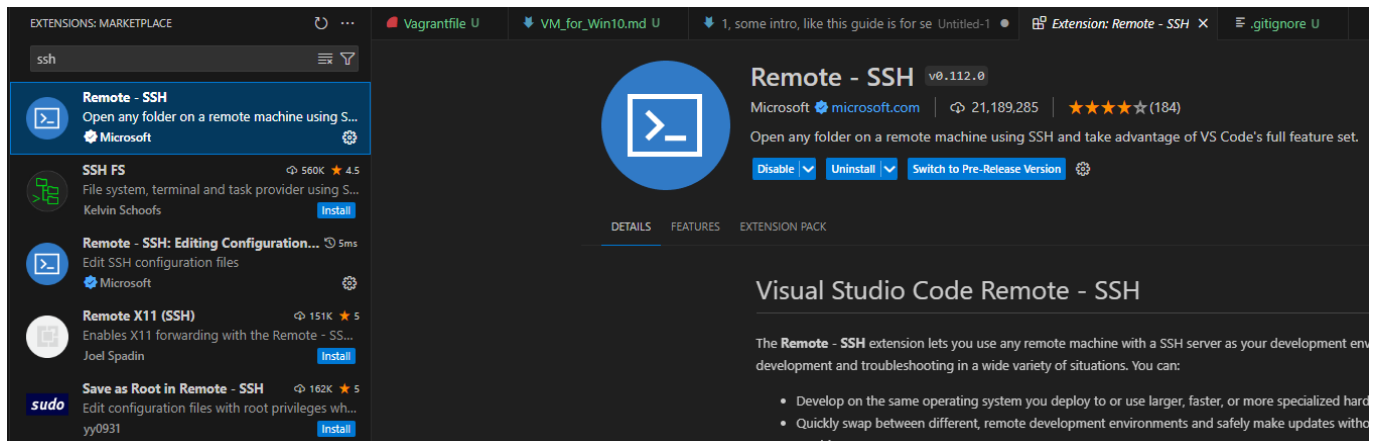 EXTENSIONS: MARKETPLACE
ssh
Remote - SSH
Open any folder on a remote machine using S...
Microsoft
SSH FS 560K 4.5
File system, terminal and task provider using S...
Kelvin Schoofs Install
Remote - SSH: Editing Configuration... 5ms
Edit SSH configuration files
Microsoft
Remote X11 (SSH) 151K 5
Enables X11 forwarding with the Remote - SS...
Joel Spadin Install
Save as Root in Remote - SSH 162K 5
sudo
Edit configuration files with root privileges wh...
yy0931 Install
Vagrantfile U VM_for_Win10.md U 1, some intro, like this guide is for se Untitled-1 Extension: Remote - SSH .gitignore U
Remote - SSH v0.112.0
Microsoft microsoft.com 21,189,285 (184)
Open any folder on a remote machine using SSH and take advantage of VS Code's full feature set.
Disable Uninstall Switch to Pre-Release Version
DETAILS FEATURES EXTENSION PACK
Visual Studio Code Remote - SSH
The Remote - SSH extension lets you use any remote machine with a SSH server as your development
development and troubleshooting in a wide variety of situations. You can:
• Develop on the same operating system you deploy to or use larger, faster, or more specialized
• Quickly swap between different, remote development environments and safely make updates